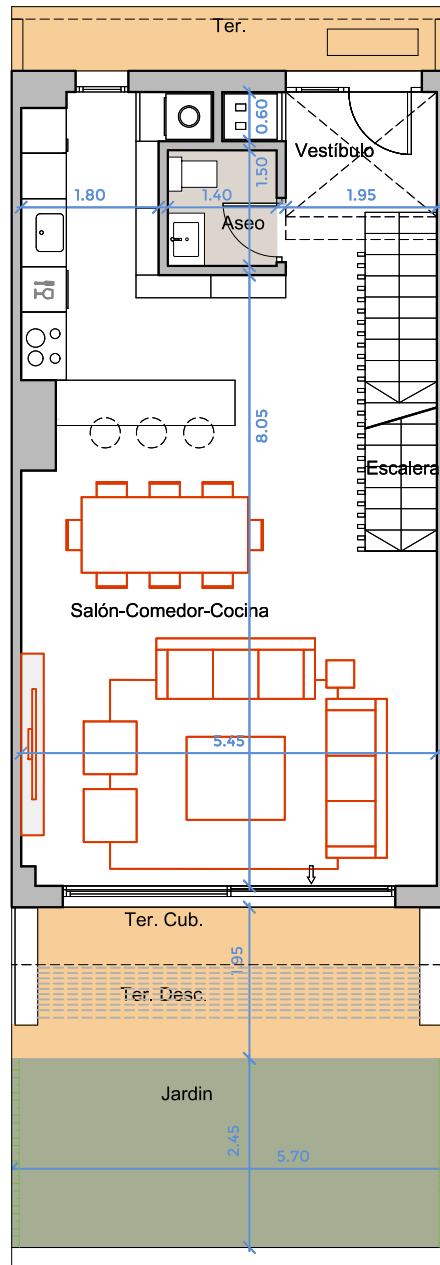 Ter.
0.60
Vestíbulo
1.50
1.80
1.40
1.95
Aseo
8.05
Escalera
Salón-Comedor-Cocina
5.45
Ter. Cub.
1.95
Ter. Desc.
Jardin
2.45
5.70